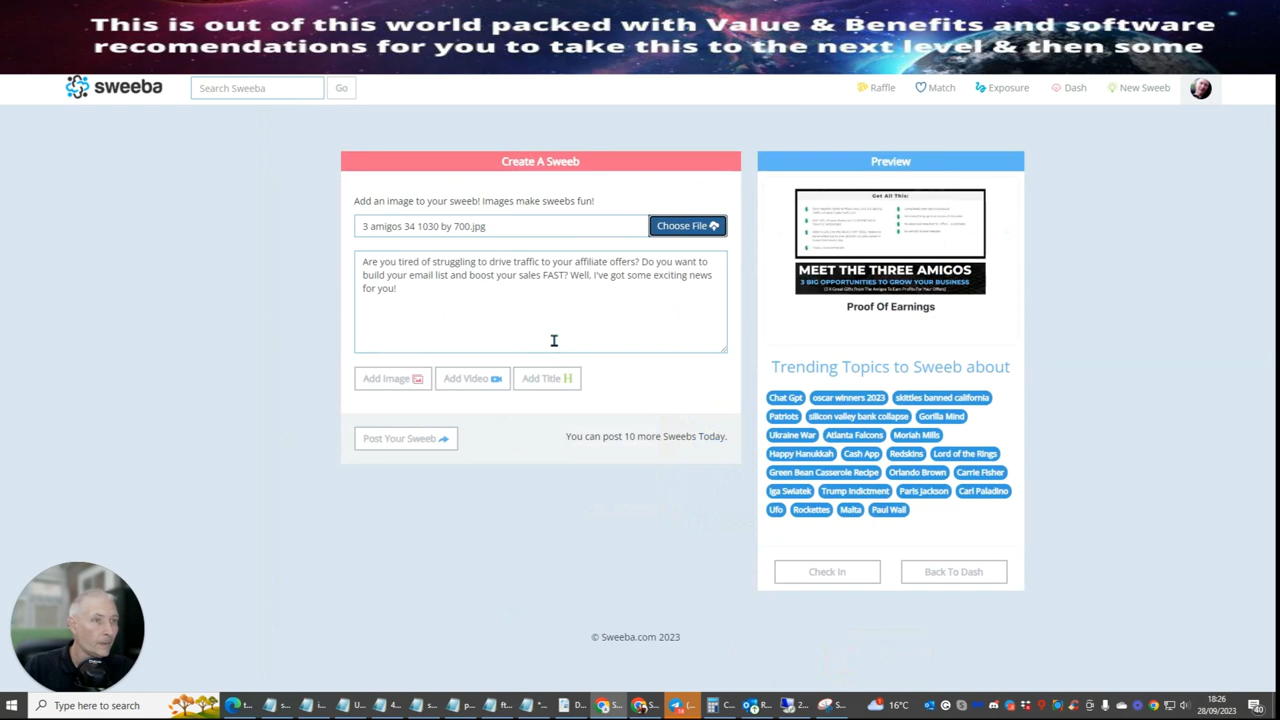 This is out of this world packed with Value & Benefits and software
recomendations for you to take this to the next level & then some
sweeba
Search Sweeba
Go
Raffle
Match
Exposure
Dash
New Sweeb
Create A Sweeb
Add an image to your sweeb! Images make sweebs fun!
3 amigos 34 1030 by 700.jpg
Choose File
Are you tired of struggling to drive traffic to your affiliate offers? Do you want to
build your email list and boost your sales FAST? Well, I've got some exciting news
for you!
Add Image
Add Video
Add Title
Post Your Sweeb
You can post 10 more Sweebs Today.
Preview
Get All This:
MEET THE THREE AMIGOS
3 BIG OPPORTUNITIES TO GROW YOUR BUSINESS
Proof Of Earnings
Trending Topics to Sweeb about
Chat Gpt oscar winners 2023 skittles banned california
Patriots silicon valley bank collapse Gorilla Mind
Ukraine War Atlanta Falcons Moriah Mills
Happy Hanukkah Cash App Redskins Lord of the Rings
Green Bean Casserole Recipe Orlando Brown Carrie Fisher
Iga Swiatek Trump Indictment Paris Jackson Carl Paladino
Ufo Rockettes Malta Paul Wall
Check In
Back To Dash
© Sweeba.com 2023
Type here to search
16°C
18:26
28/09/2023